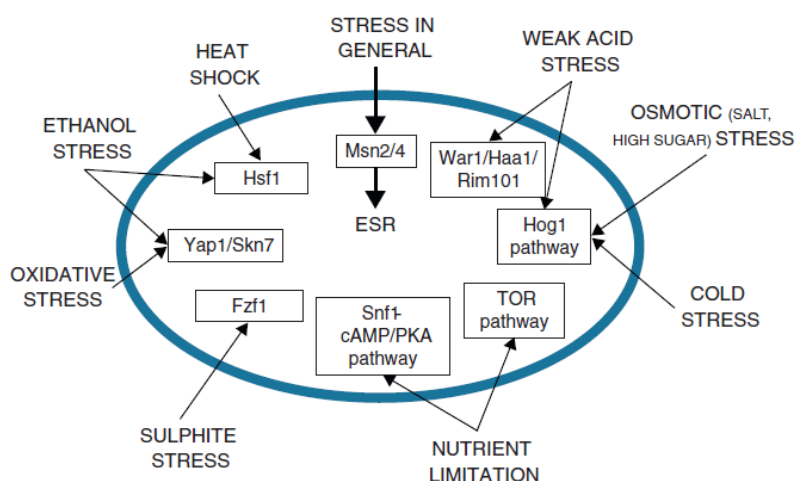 STRESS IN
GENERAL
WEAK ACID
STRESS
HEAT
SHOCK
OSMOTIC (SALT,
HIGH SUGAR) STRESS
ETHANOL
STRESS
Msn2/4
War1/Haa1/
Rim101
Hsf1
ESR
Hog1
pathway
Yap1/Skn7
OXIDATIVE
STRESS
Fzf1
Snf1-
cAMP/PKA
pathway
TOR
pathway
COLD
STRESS
SULPHITE
STRESS
NUTRIENT
LIMITATION